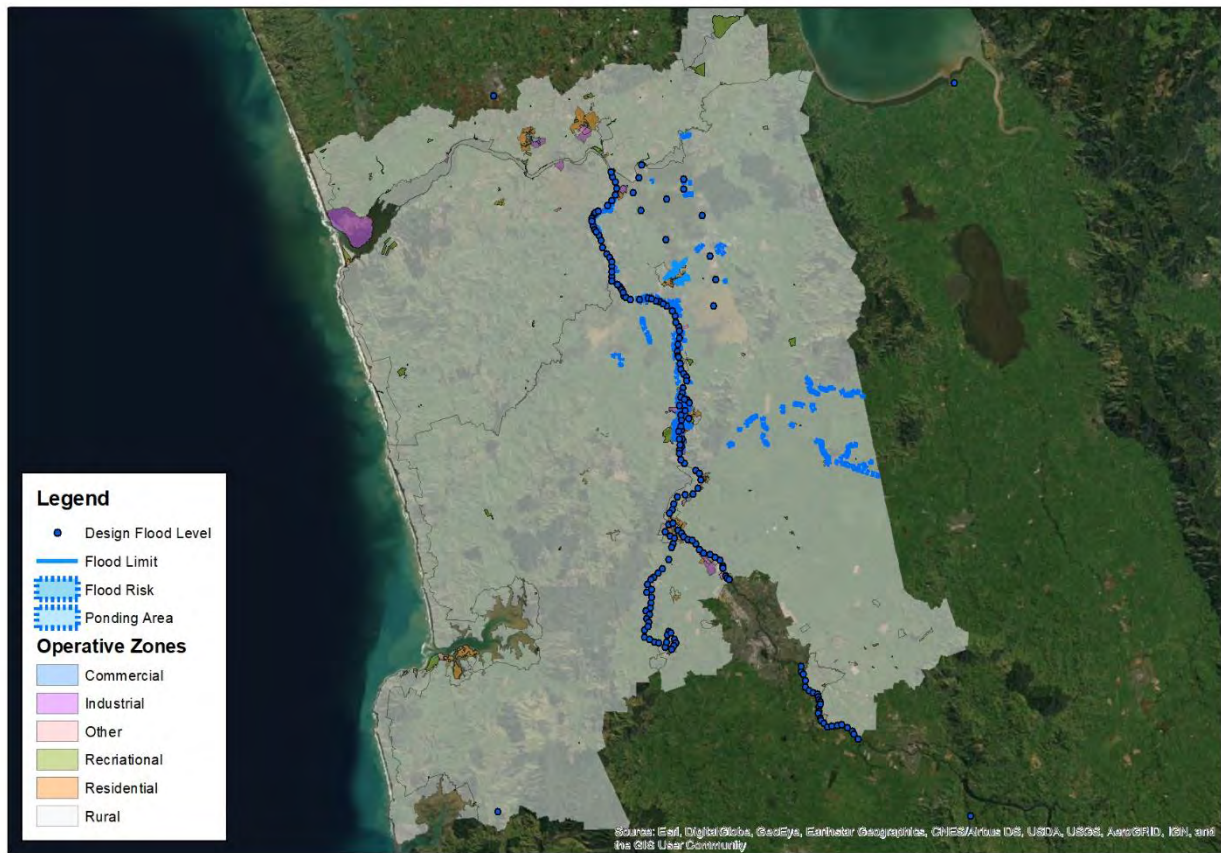 Legend
Design Flood Level
Flood Limit
Flood Risk
Ponding Area
Operative Zones
Commercial
Industrial
Other
Recriational
Residential
Rural
Source: Esri, DigitalGlobe, GeoEye, Earthstar Geographics, CNES/Airbus DS, USDA, USGS, AeroGRID, IGN, and
the GIS User Community